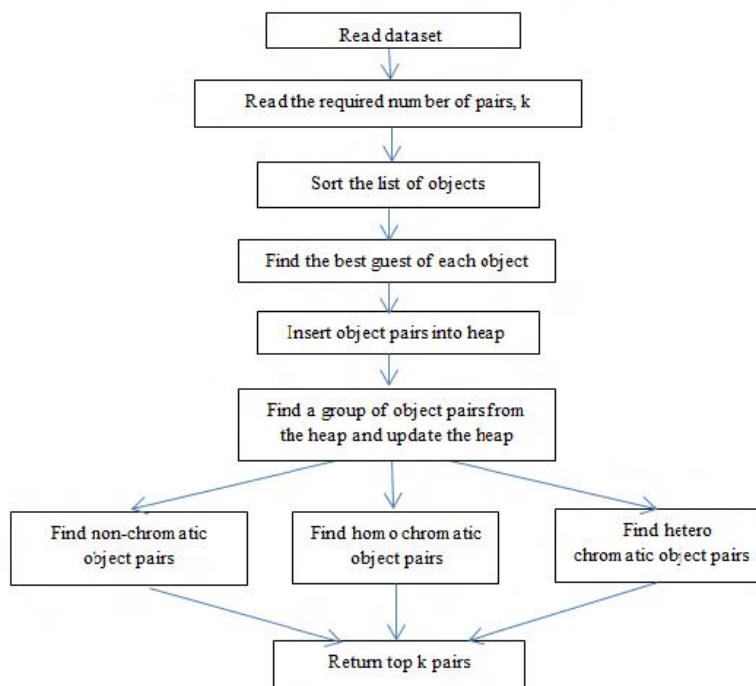 Read dataset
Read the required number of pairs, k
Sort the list of objects
Find the best guest of each object
Insert object pairs into heap
Find a group of object pairs from
the heap and update the heap
Find non-chromatic
object pairs
Find homo chromatic
object pairs
Find hetero
chromatic object pairs
Return top k pairs